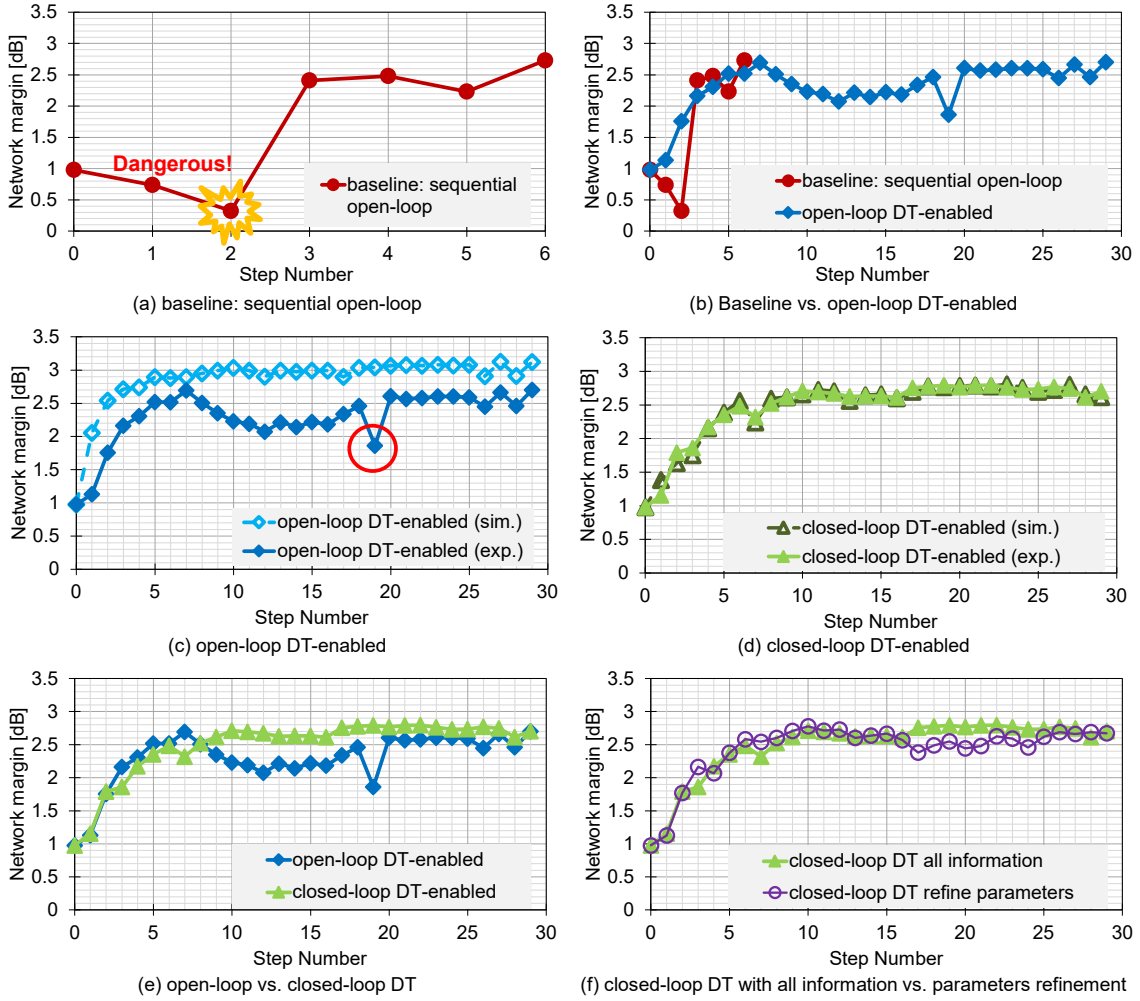 3.5
3
2.5
2
1.5
1
0.5
0
Network margin [dB]
Dangerous!
baseline: sequential
open-loop
0 1 2 3 4 5 6
Step Number
(a) baseline: sequential open-loop
3.5
3
2.5
2
1.5
1
0.5
0
Network margin [dB]
baseline: sequential open-loop
open-loop DT-enabled
0 5 10 15 20 25 30
Step Number
(b) Baseline vs. open-loop DT-enabled
3.5
3
2.5
2
1.5
1
0.5
0
Network margin [dB]
open-loop DT-enabled (sim.)
open-loop DT-enabled (exp.)
0 5 10 15 20 25 30
Step Number
(c) open-loop DT-enabled
3.5
3
2.5
2
1.5
1
0.5
0
Network margin [dB]
closed-loop DT-enabled (sim.)
closed-loop DT-enabled (exp.)
0 5 10 15 20 25 30
Step Number
(d) closed-loop DT-enabled
3.5
3
2.5
2
1.5
1
0.5
0
Network margin [dB]
open-loop DT-enabled
closed-loop DT-enabled
0 5 10 15 20 25 30
Step Number
(e) open-loop vs. closed-loop DT
3.5
3
2.5
2
1.5
1
0.5
0
Network margin [dB]
closed-loop DT all information
closed-loop DT refine parameters
0 5 10 15 20 25 30
Step Number
(f) closed-loop DT with all information vs. parameters refinement